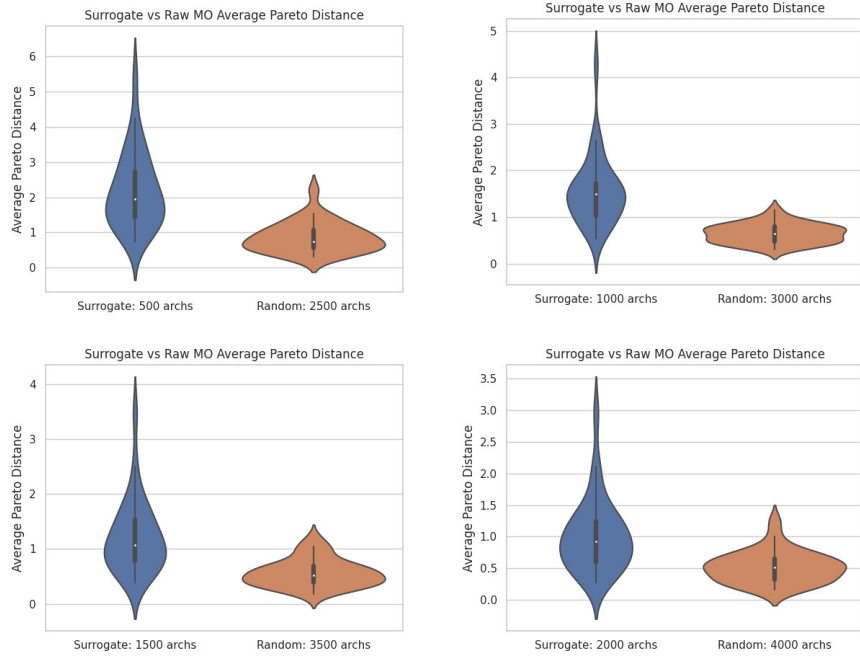 Surrogate vs Raw MO Average Pareto Distance
Average Pareto Distance
6
5
4
3
2
1
0
Surrogate: 500 archs Random: 2500 archs
Surrogate vs Raw MO Average Pareto Distance
Average Pareto Distance
5
4
3
2
1
0
Surrogate: 1000 archs Random: 3000 archs
Surrogate vs Raw MO Average Pareto Distance
Average Pareto Distance
4
3
2
1
0
Surrogate: 1500 archs Random: 3500 archs
Surrogate vs Raw MO Average Pareto Distance
Average Pareto Distance
3.5
3.0
2.5
2.0
1.5
1.0
0.5
0.0
Surrogate: 2000 archs Random: 4000 archs